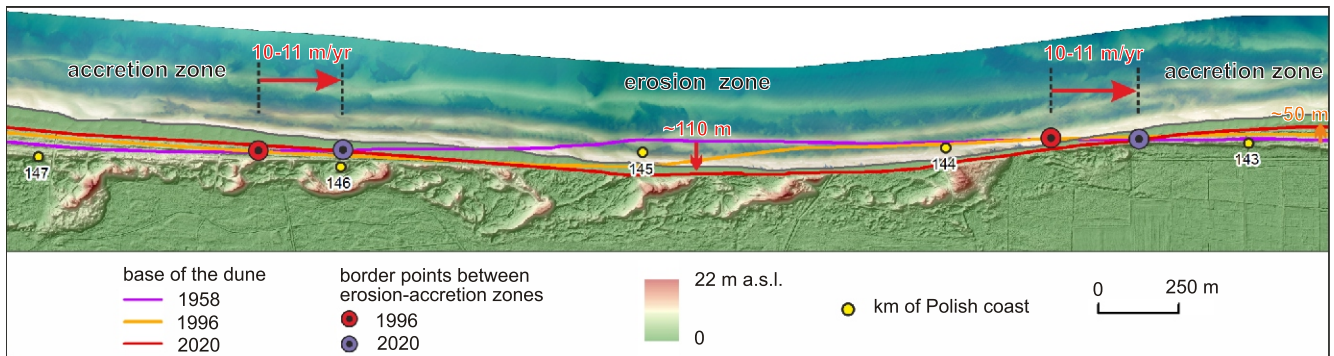 10-11 m/yr
10-11 m/yr
accretion zone
erosion zone
accretion zone
~50 m
~110 m
147
146
145
144
143
base of the dune
1958
1996
2020
border points between
erosion-accretion zones
1996
2020
22 m a.s.l.
0
km of Polish coast
0
250 m